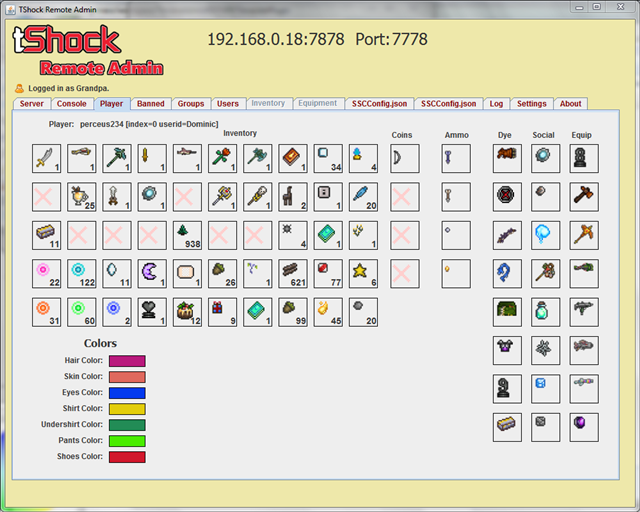 TShock Remote Admin
tShock
Remote Admin
192.168.0.18:7878 Port:7778
Logged in as Grandpa.
Server Console Player Banned Groups Users Inventory Equipment SSCConfig.json SSCConfig.json Log Settings About
Player: perceus234 [index=0 userid=Dominic]
Inventory Coins Ammo Dye Social Equip
1 1 1 1 1 1 1 1 34 4
25 1 1 1 1 2 1 20
11 938 4 1 1
22 122 11 1 1 26 1 621 77 6
31 60 2 1 12 9 1 99 45 20
Colors
Hair Color:
Skin Color:
Eyes Color:
Shirt Color:
Undershirt Color:
Pants Color:
Shoes Color: